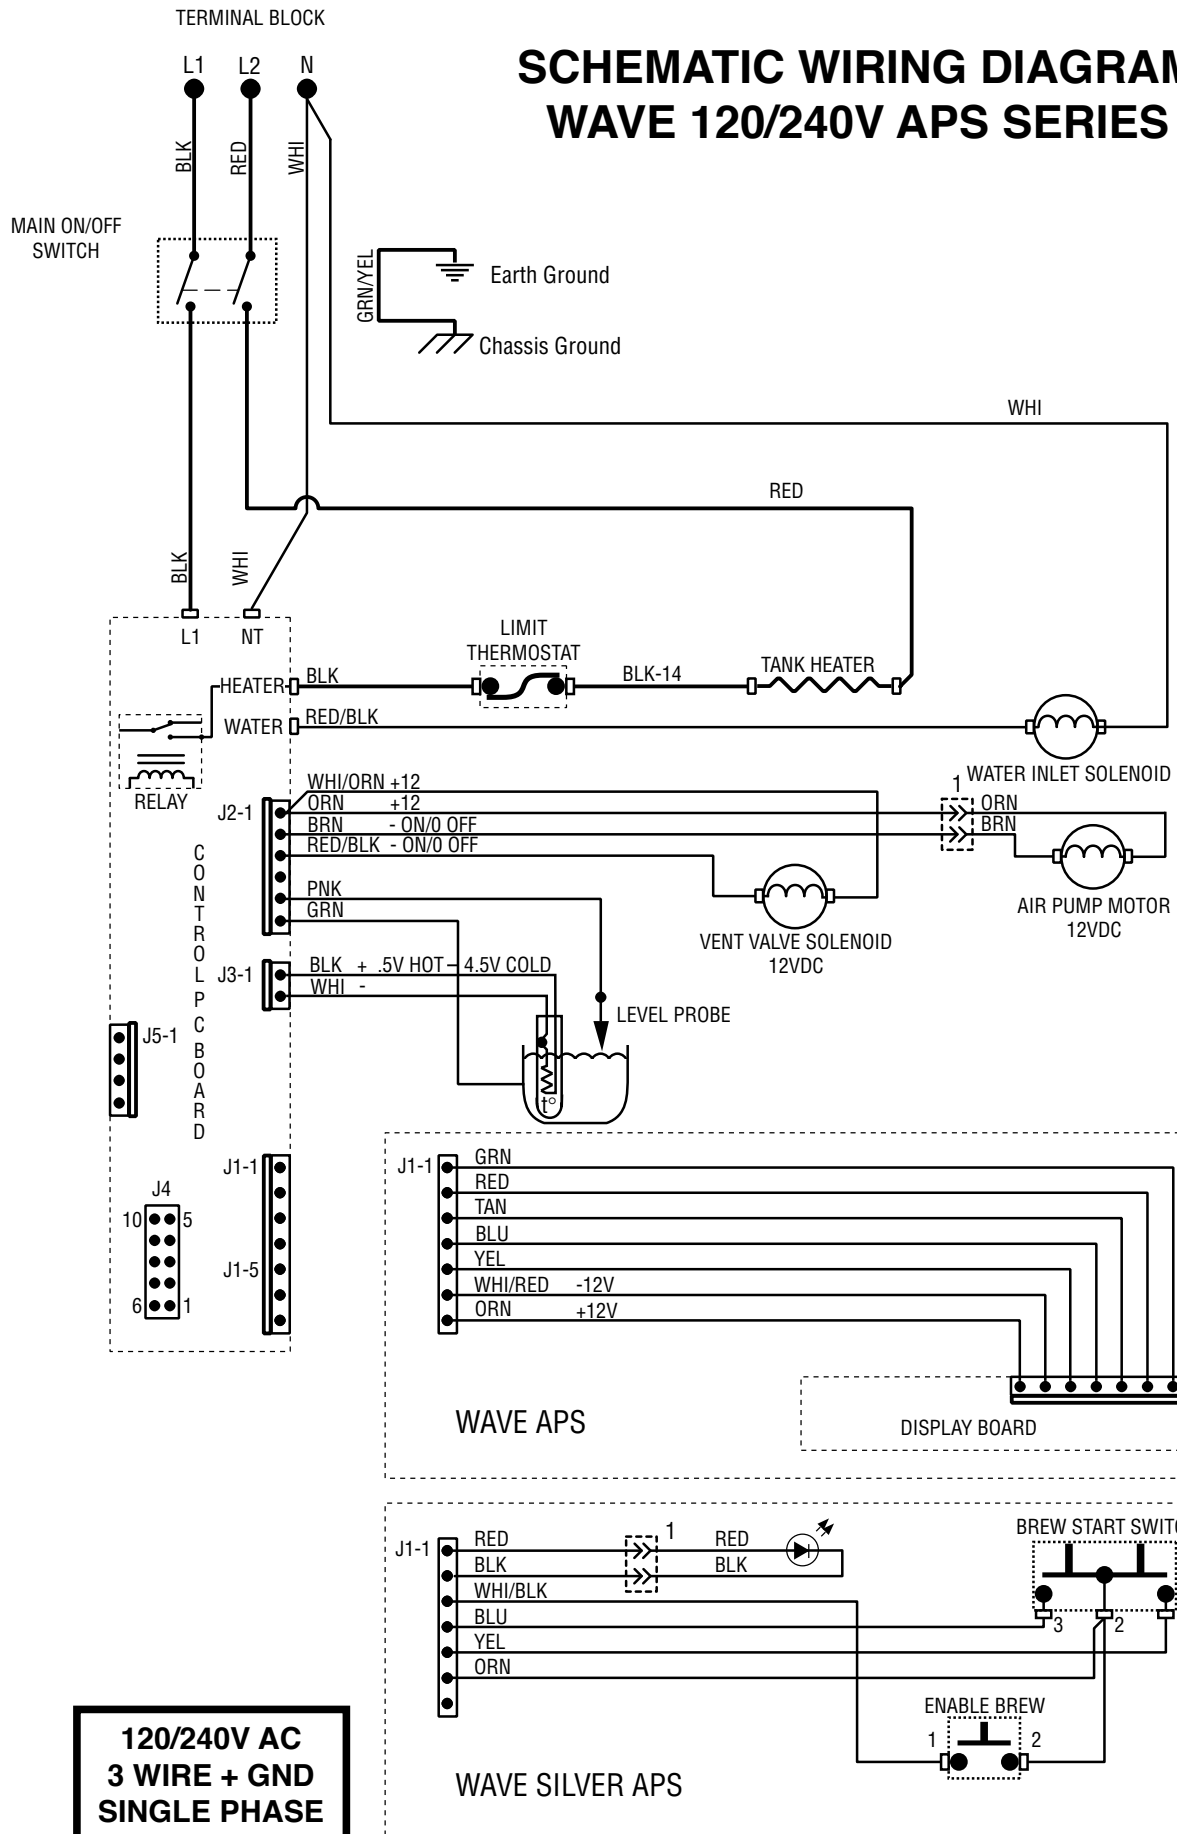 TERMINAL BLOCK
L1 L2 N
SCHEMATIC WIRING DIAGRAM
WAVE 120/240V APS SERIES
BLK
RED
WHI
MAIN ON/OFF
SWITCH
GRN/YEL
Earth Ground
Chassis Ground
WHI
RED
BLK
WHI
L1 NT
LIMIT
THERMOSTAT
HEATER
BLK
BLK-14
TANK HEATER
WATER
RED/BLK
RELAY
WATER INLET SOLENOID
WHI/ORN +12
J2-1
ORN +12
BRN - ON/0 OFF
RED/BLK - ON/0 OFF
1
ORN
BRN
PNK
GRN
AIR PUMP MOTOR
12VDC
VENT VALVE SOLENOID
12VDC
CONTROL PC BOARD
J3-1
BLK + .5V HOT – 4.5V COLD
WHI -
LEVEL PROBE
t°
J5-1
J1-1
J1-5
J4
10 5
6 1
J1-1
GRN
RED
TAN
BLU
YEL
WHI/RED -12V
ORN +12V
WAVE APS
DISPLAY BOARD
J1-1
RED
BLK
1
RED
BLK
WHI/BLK
BLU
YEL
ORN
BREW START SWITC
3 2
ENABLE BREW
1 2
WAVE SILVER APS
120/240V AC
3 WIRE + GND
SINGLE PHASE